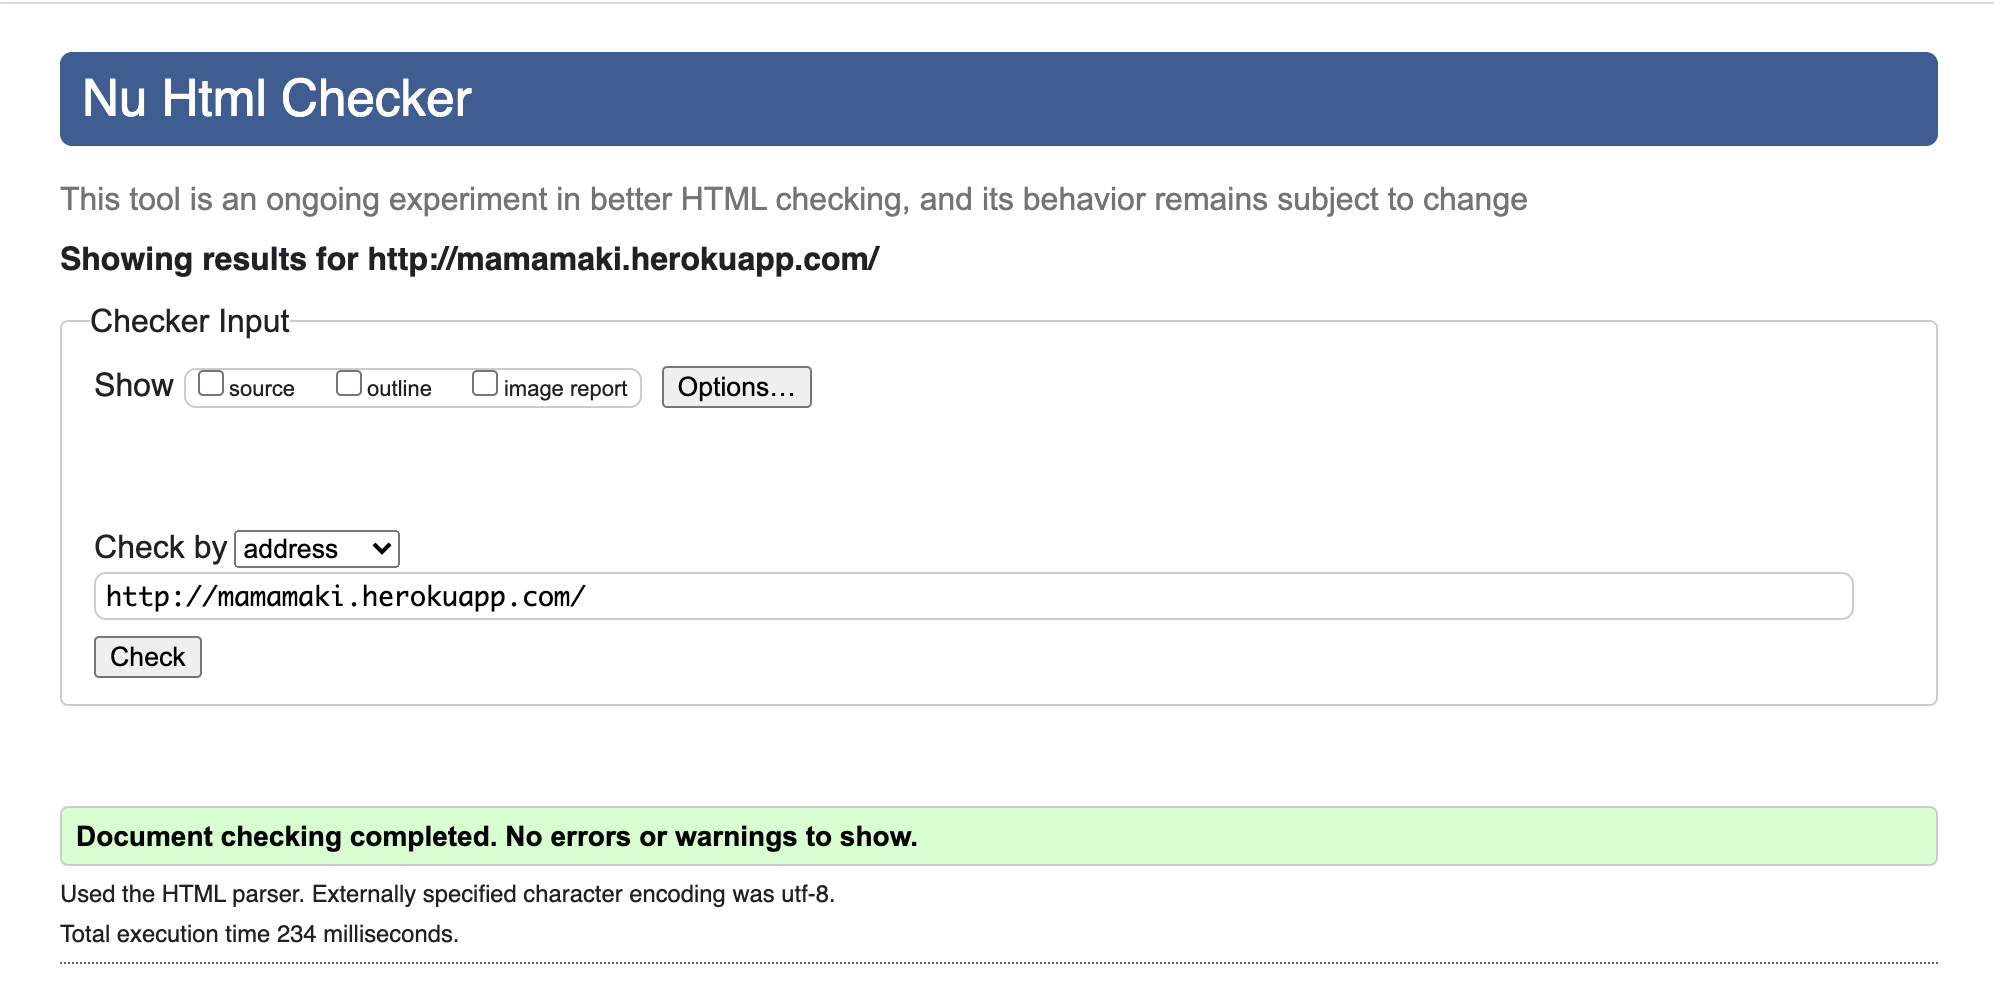 Nu Html Checker
This tool is an ongoing experiment in better HTML checking, and its behavior remains subject to change
Showing results for http://mamamaki.herokuapp.com/
Checker Input
Show source outline image report Options…
Check by address
http://mamamaki.herokuapp.com/
Check
Document checking completed. No errors or warnings to show.
Used the HTML parser. Externally specified character encoding was utf-8.
Total execution time 234 milliseconds.